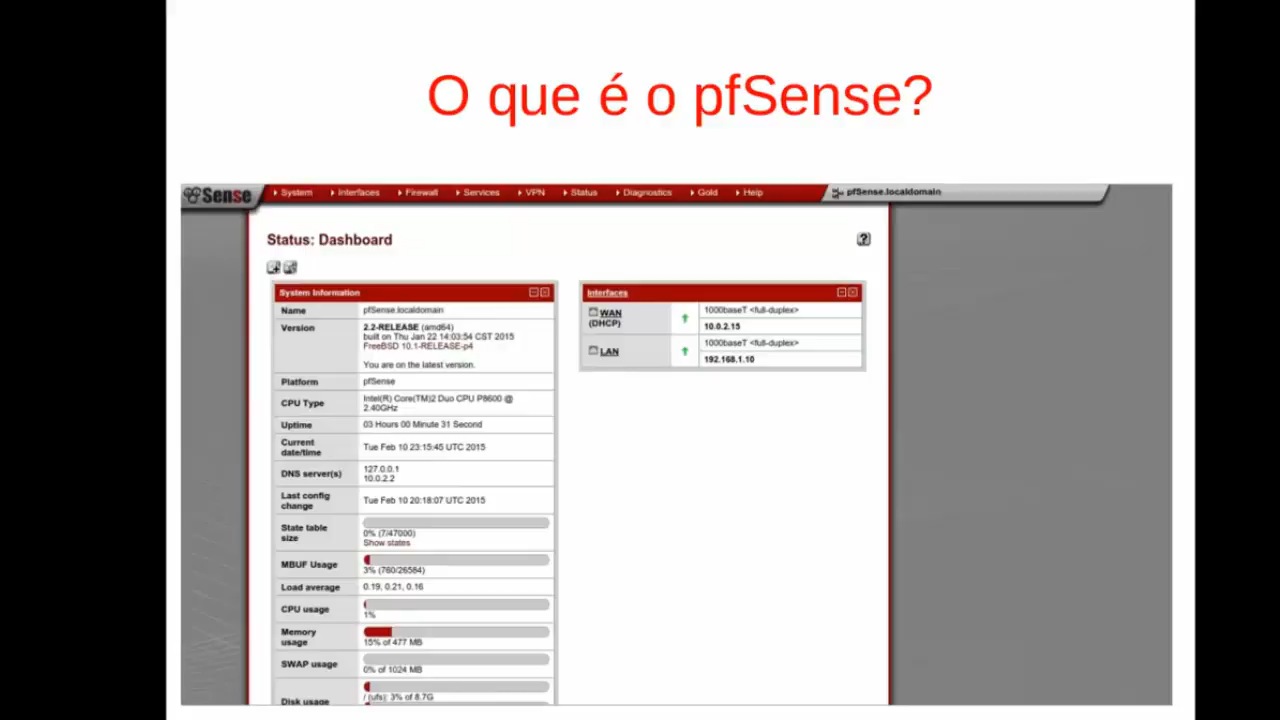 O que é o pfSense?
Sense
System Interfaces Firewall Services VPN Status Diagnostics Gold Help
pfSense.localdomain
Status: Dashboard
?
System Information
Name pfSense.localdomain
Version 2.2-RELEASE (amd64)
built on Thu Jan 22 14:03:54 CST 2015
FreeBSD 10.1-RELEASE-p4
You are on the latest version.
Platform pfSense
CPU Type Intel(R) Core(TM)2 Duo CPU P8600 @
2.40GHz
Uptime 03 Hours 00 Minute 31 Second
Current
date/time Tue Feb 10 23:15:45 UTC 2015
DNS server(s) 127.0.0.1
10.0.2.2
Last config
change Tue Feb 10 20:18:07 UTC 2015
State table
size 0% (7/47000)
Show states
MBUF Usage 3% (760/26584)
Load average 0.19, 0.21, 0.16
CPU usage 1%
Memory
usage 15% of 477 MB
SWAP usage 0% of 1024 MB
Disk usage / (ufs): 3% of 8.7G
Interfaces
WAN
(DHCP) 1000baseT <full-duplex>
10.0.2.15
LAN 1000baseT <full-duplex>
192.168.1.10